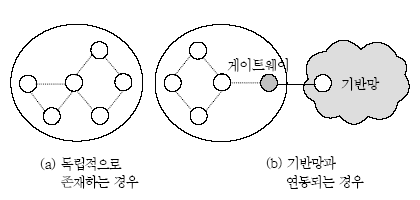 게이트웨이
기반망
(a) 독립적으로
존재하는 경우
(b) 기반망과
연동되는 경우